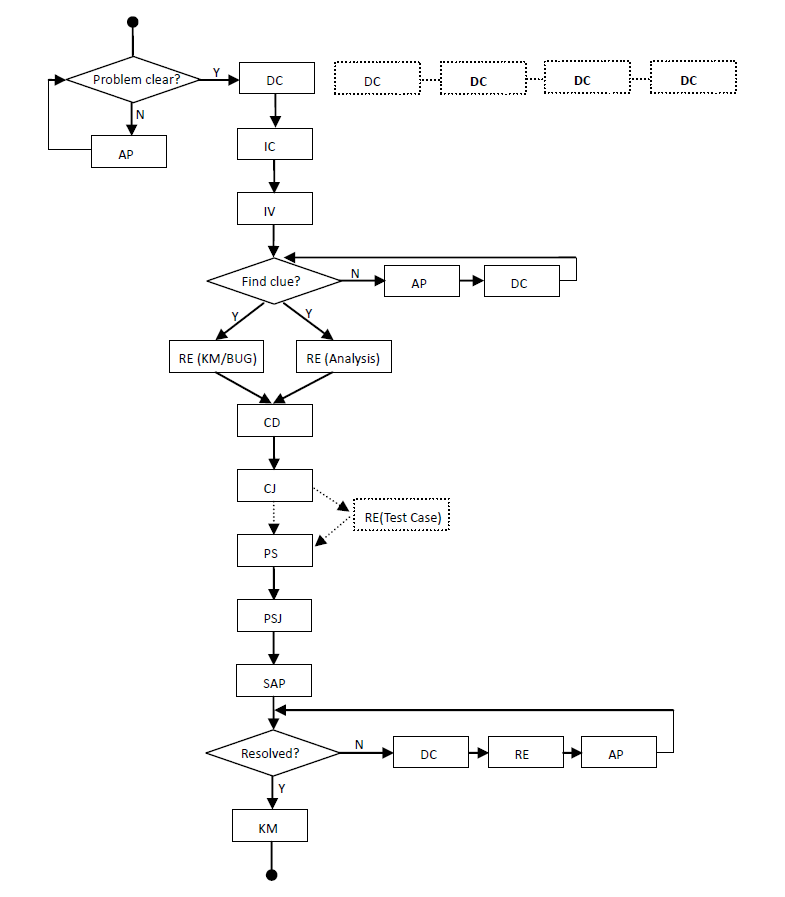 Problem clear?
Y
DC
DC
DC
DC
DC
N
AP
IC
IV
Find clue?
N
AP
DC
Y
Y
RE (KM/BUG)
RE (Analysis)
CD
CJ
RE(Test Case)
PS
PSJ
SAP
Resolved?
N
DC
RE
AP
Y
KM